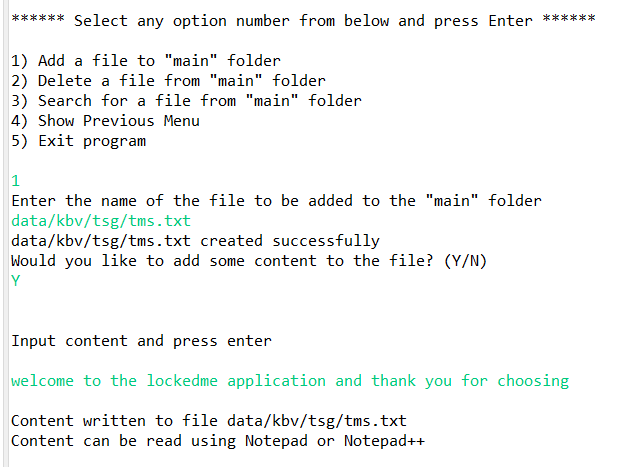 ****** Select any option number from below and press Enter ******
1) Add a file to "main" folder
2) Delete a file from "main" folder
3) Search for a file from "main" folder
4) Show Previous Menu
5) Exit program
1
Enter the name of the file to be added to the "main" folder
data/kbv/tsg/tms.txt
data/kbv/tsg/tms.txt created successfully
Would you like to add some content to the file? (Y/N)
Y
Input content and press enter
welcome to the lockedme application and thank you for choosing
Content written to file data/kbv/tsg/tms.txt
Content can be read using Notepad or Notepad++